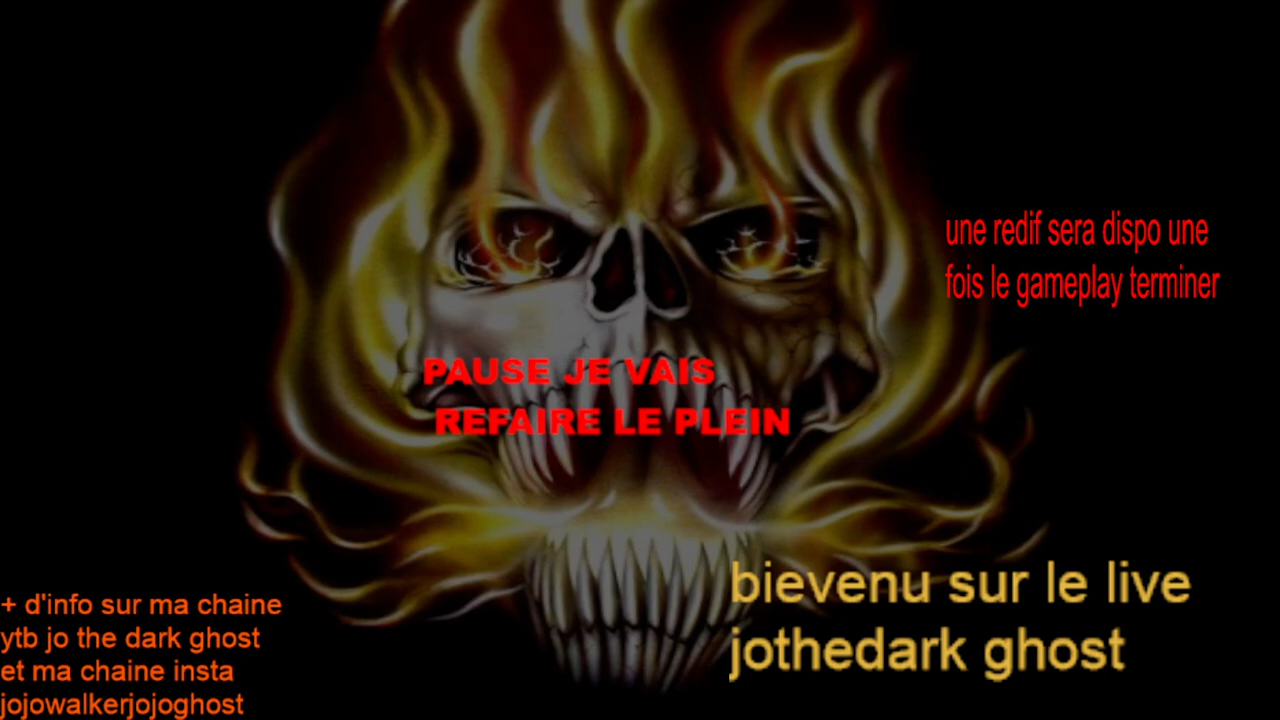 une redif sera dispo une
fois le gameplay terminer
PAUSE JE VAIS
REFAIRE LE PLEIN
bievenu sur le live
jothedark ghost
+ d'info sur ma chaine
ytb jo the dark ghost
et ma chaine insta
jojowalkerjojoghost